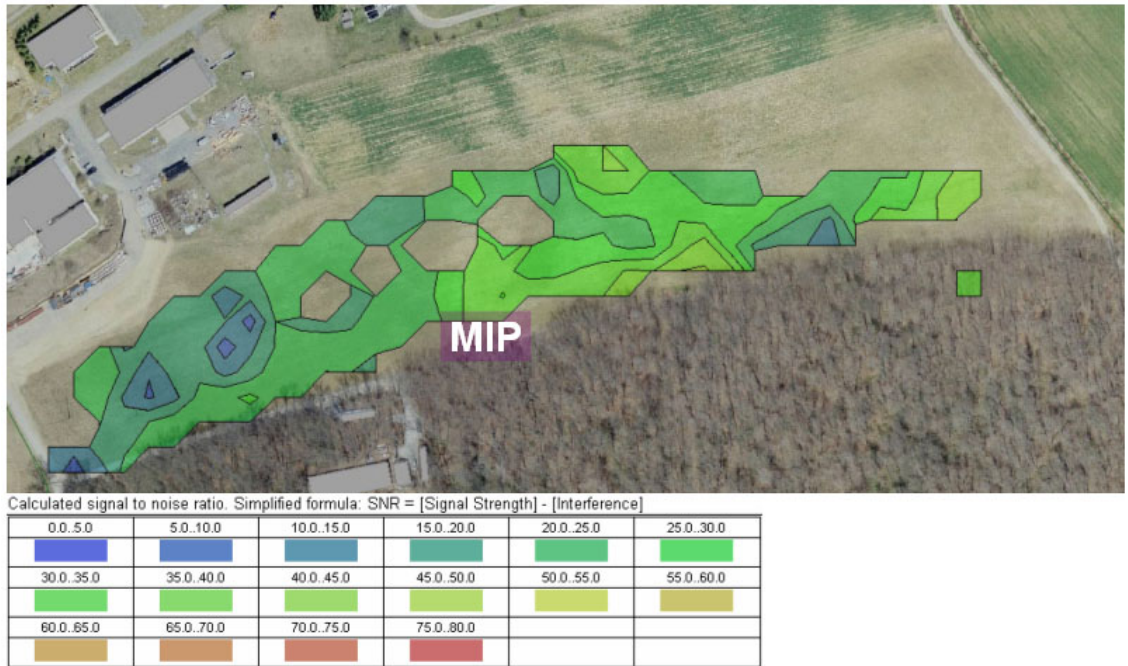 MIP
Calculated signal to noise ratio. Simplified formula: SNR = [Signal Strength] - [Interference]
0.0..5.0 5.0..10.0 10.0..15.0 15.0..20.0 20.0..25.0 25.0..30.0
30.0..35.0 35.0..40.0 40.0..45.0 45.0..50.0 50.0..55.0 55.0..60.0
60.0..65.0 65.0..70.0 70.0..75.0 75.0..80.0